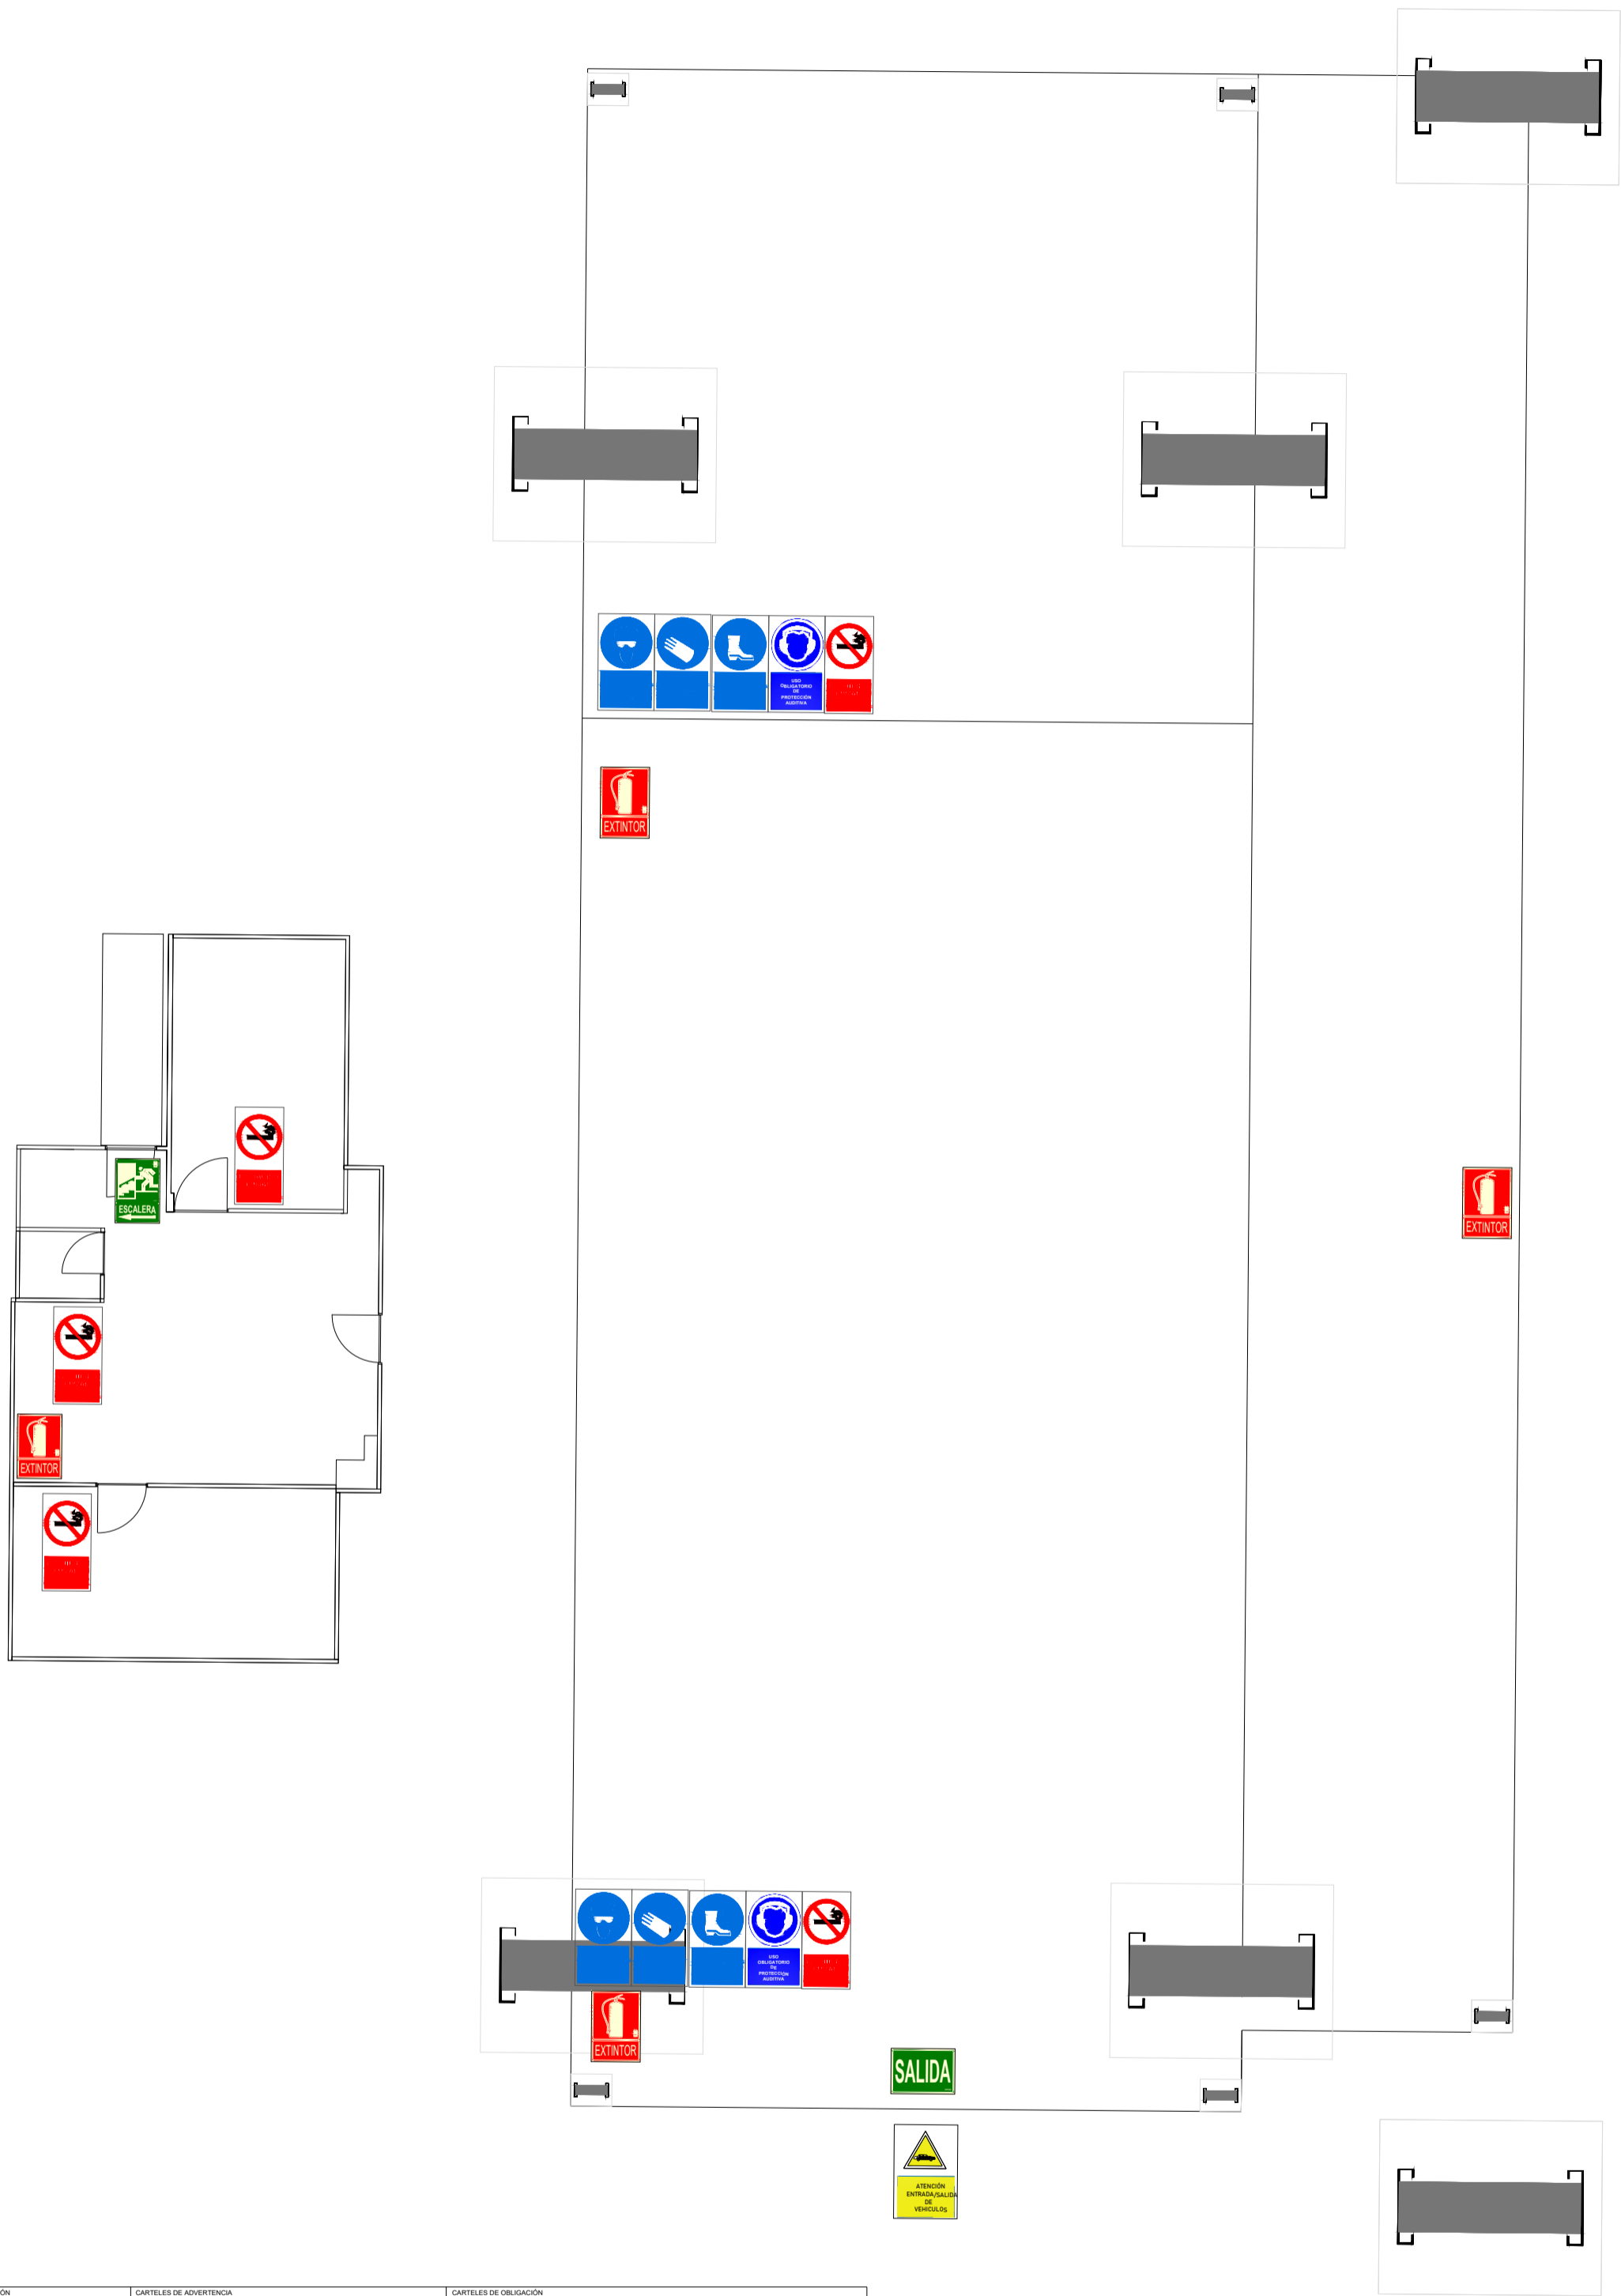 USO
OBLIGATORIO
DE
PROTECCIÓN
AUDITIVA
EXTINTOR
ESCALERA
EXTINTOR
EXTINTOR
USO
OBLIGATORIO
DE
PROTECCIÓN
AUDITIVA
EXTINTOR
SALIDA
ATENCIÓN
ENTRADA/SALIDA
DE
VEHICULOS
ÓN
CARTELES DE ADVERTENCIA
CARTELES DE OBLIGACIÓN